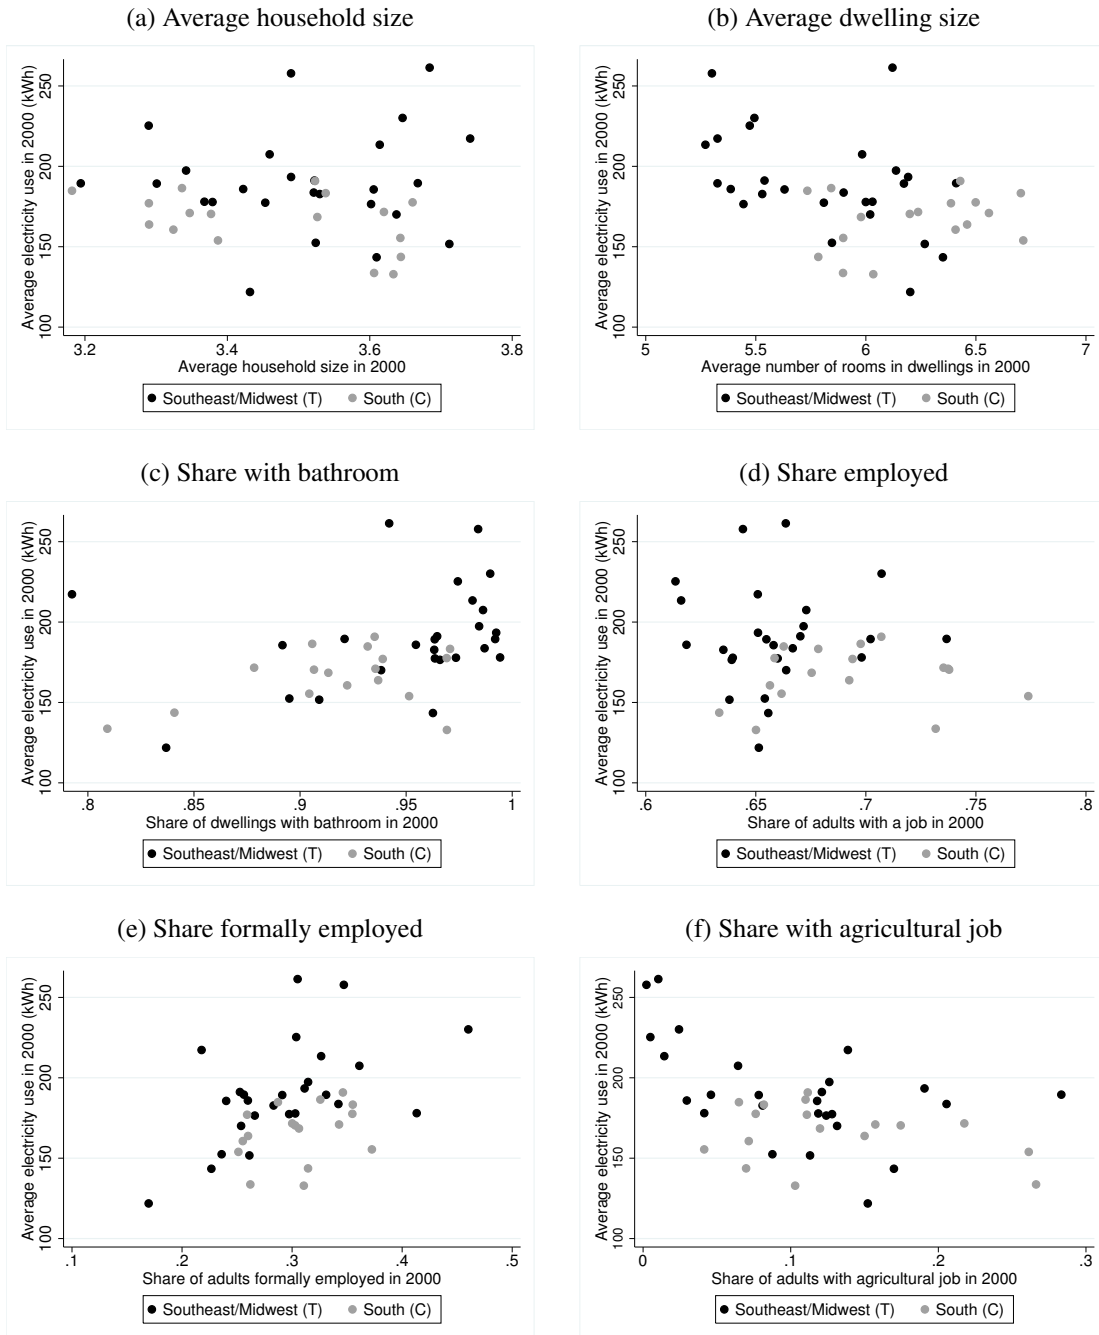 (a) Average household size
Average electricity use in 2000 (kWh)
250
200
150
100
3.2 3.4 3.6 3.8
Average household size in 2000
Southeast/Midwest (T) South (C)
(b) Average dwelling size
Average electricity use in 2000 (kWh)
250
200
150
100
5 5.5 6 6.5 7
Average number of rooms in dwellings in 2000
Southeast/Midwest (T) South (C)
(c) Share with bathroom
Average electricity use in 2000 (kWh)
250
200
150
100
.8 .85 .9 .95 1
Share of dwellings with bathroom in 2000
Southeast/Midwest (T) South (C)
(d) Share employed
Average electricity use in 2000 (kWh)
250
200
150
100
.6 .65 .7 .75 .8
Share of adults with a job in 2000
Southeast/Midwest (T) South (C)
(e) Share formally employed
Average electricity use in 2000 (kWh)
250
200
150
100
.1 .2 .3 .4 .5
Share of adults formally employed in 2000
Southeast/Midwest (T) South (C)
(f) Share with agricultural job
Average electricity use in 2000 (kWh)
250
200
150
100
0 .1 .2 .3
Share of adults with agricultural job in 2000
Southeast/Midwest (T) South (C)